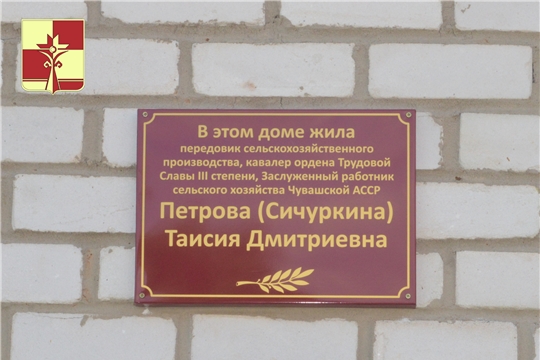 В этом доме жила
передовик сельскохозяйственного
производства, кавалер ордена Трудовой
Славы III степени, Заслуженный работник
сельского хозяйства Чувашской АССР
Петрова (Сичуркина)
Таисия Дмитриевна